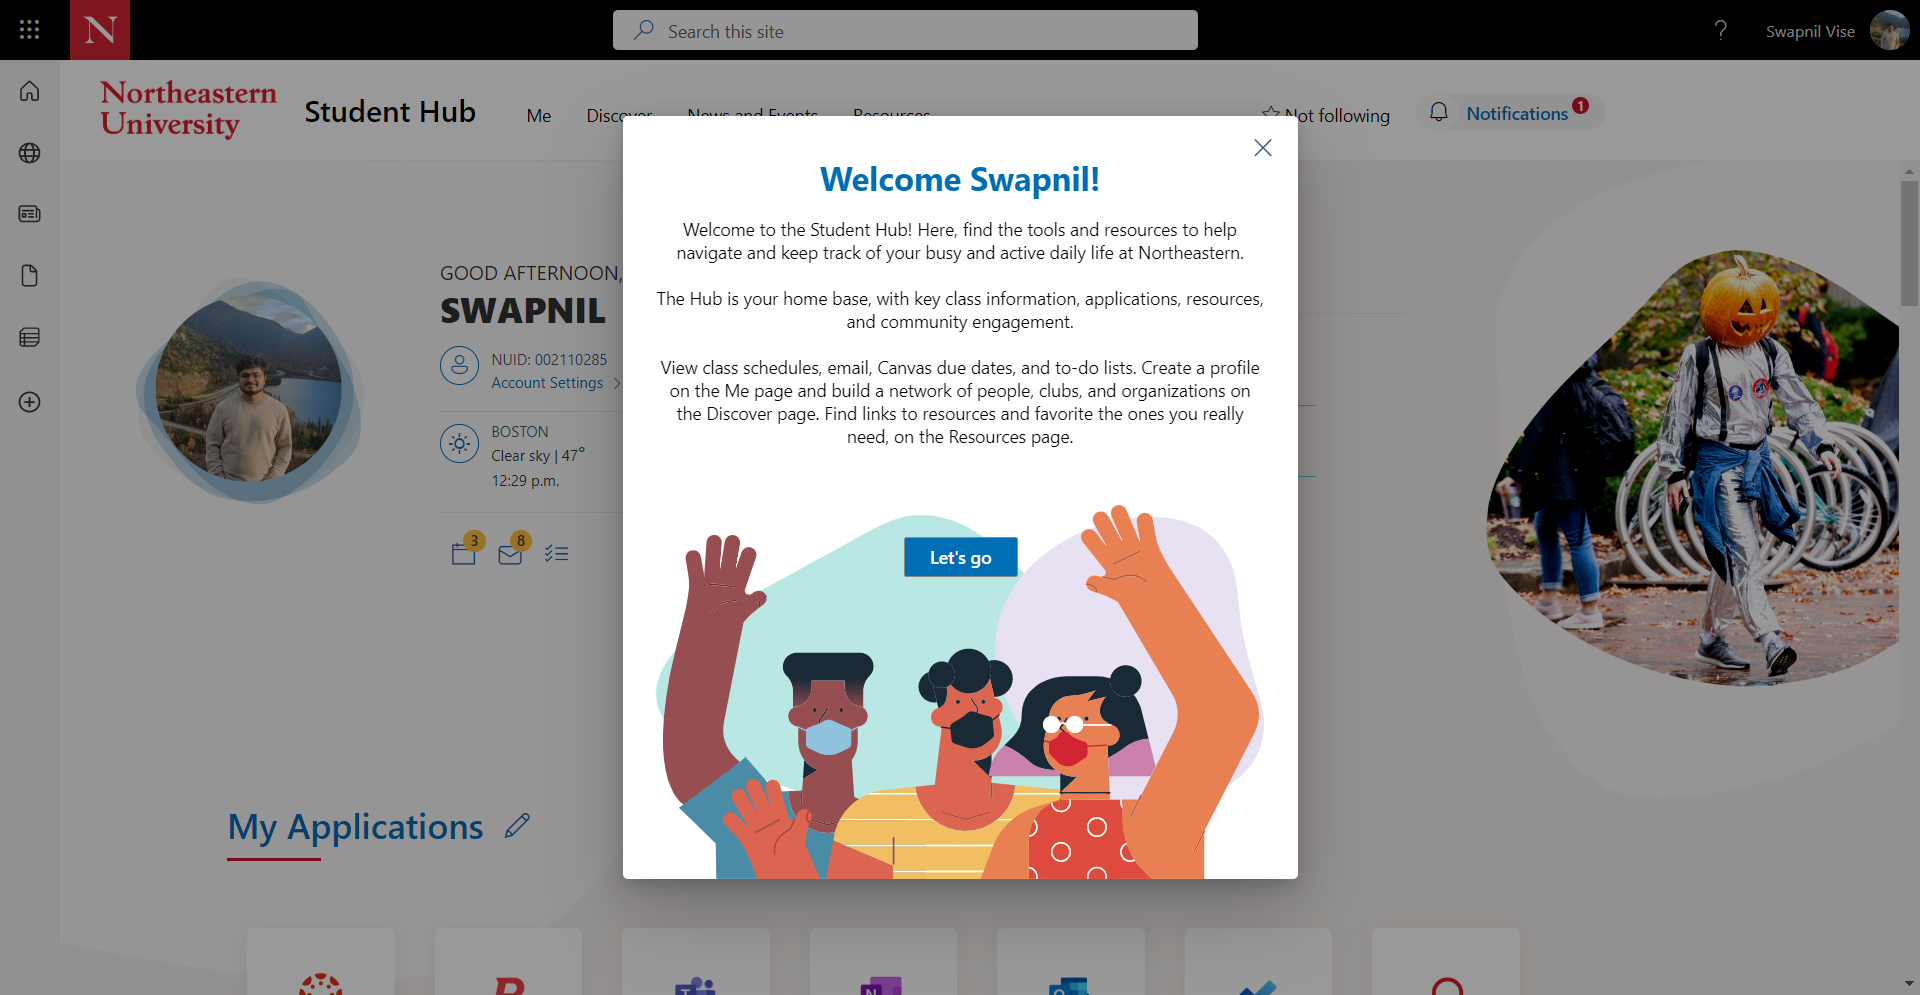 N
Search this site
?
Swapnil Vise
Northeastern
University
Student Hub
Me
Discover
News and Events
Resources
Not following
Notifications
1
Welcome Swapnil!
Welcome to the Student Hub! Here, find the tools and resources to help
navigate and keep track of your busy and active daily life at Northeastern.
The Hub is your home base, with key class information, applications, resources,
and community engagement.
View class schedules, email, Canvas due dates, and to-do lists. Create a profile
on the Me page and build a network of people, clubs, and organizations on
the Discover page. Find links to resources and favorite the ones you really
need, on the Resources page.
Let's go
GOOD AFTERNOON,
SWAPNIL
NUID: 002110285
Account Settings
BOSTON
Clear sky | 47°
12:29 p.m.
3
8
My Applications